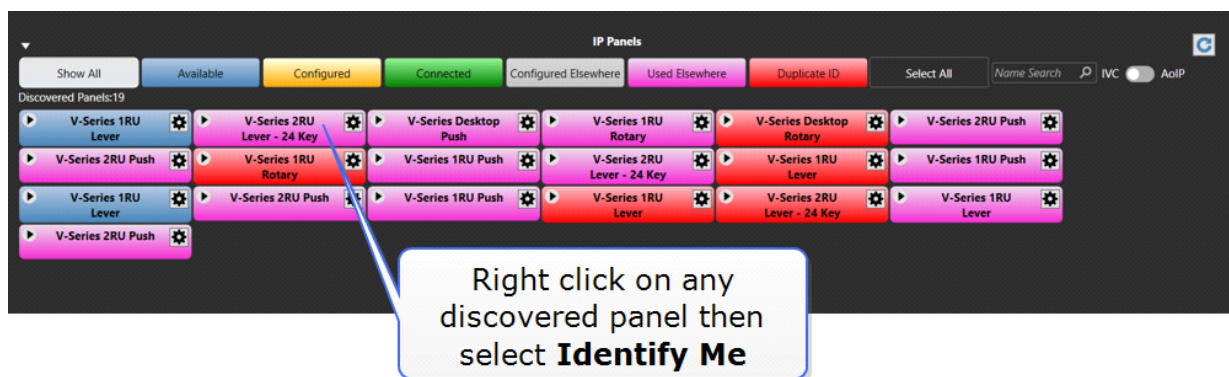 IP Panels
Show All Available Configured Connected Configured Elsewhere Used Elsewhere Duplicate ID Select All Name Search IVC AoIP
Discovered Panels:19
V-Series 1RU Lever
V-Series 2RU Lever - 24 Key
V-Series Desktop Push
V-Series 1RU Rotary
V-Series Desktop Rotary
V-Series 2RU Push
V-Series 2RU Push
V-Series 1RU Rotary
V-Series 1RU Push
V-Series 2RU Lever - 24 Key
V-Series 1RU Lever
V-Series 1RU Push
V-Series 1RU Lever
V-Series 2RU Push
V-Series 1RU Push
V-Series 1RU Lever
V-Series 2RU Lever - 24 Key
V-Series 1RU Lever
V-Series 2RU Push
Right click on any
discovered panel then
select Identify Me